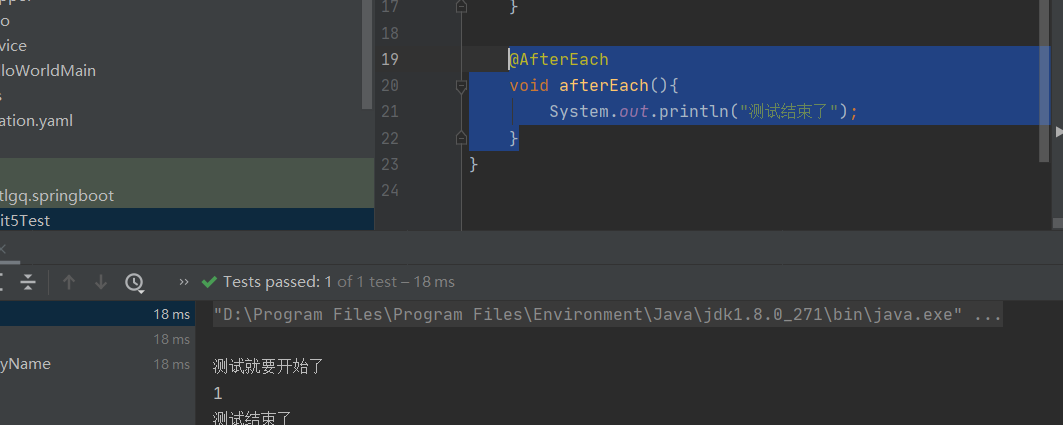 17 }
18
19 @AfterEach
20 void afterEach(){
21 System.out.println("测试结束了");
22 }
23 }
24
o
vice
lloWorldMain
s
ation.yaml
tlgq.springboot
it5Test
Tests passed: 1 of 1 test – 18 ms
18 ms
18 ms
yName 18 ms
"D:\Program Files\Program Files\Environment\Java\jdk1.8.0_271\bin\java.exe" ...
测试就要开始了
1
测试结束了